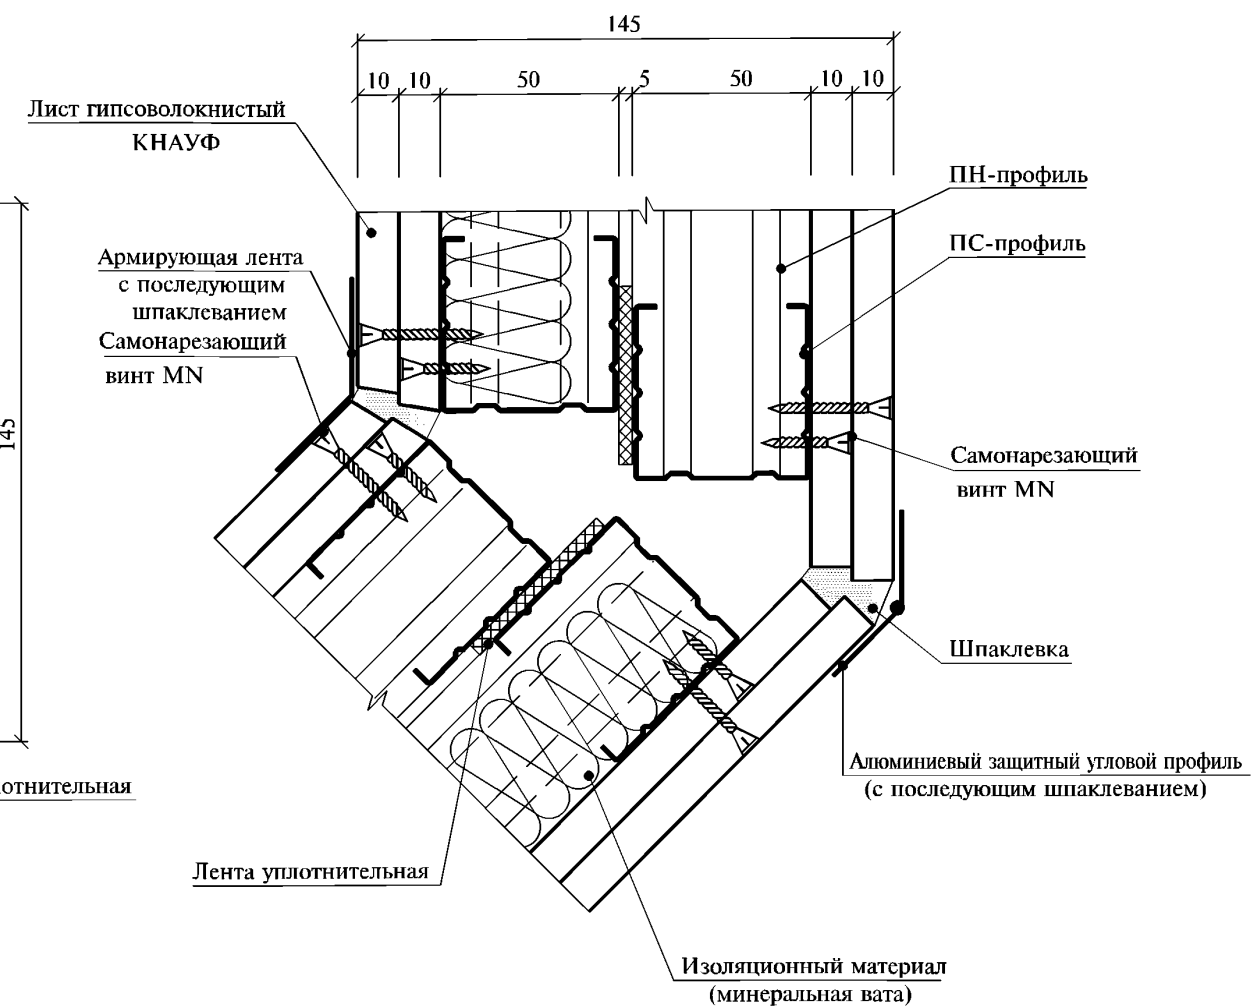 145
10 10 50 5 50 10 10
Лист гипсоволокнистый
КНАУФ
ПН-профиль
ПС-профиль
Армирующая лента
с последующим
шпаклеванием
Самонарезающий
винт MN
145
Самонарезающий
винт MN
Шпаклевка
Алюминиевый защитный угловой профиль
(с последующим шпаклеванием)
отнительная
Лента уплотнительная
Изоляционный материал
(минеральная вата)